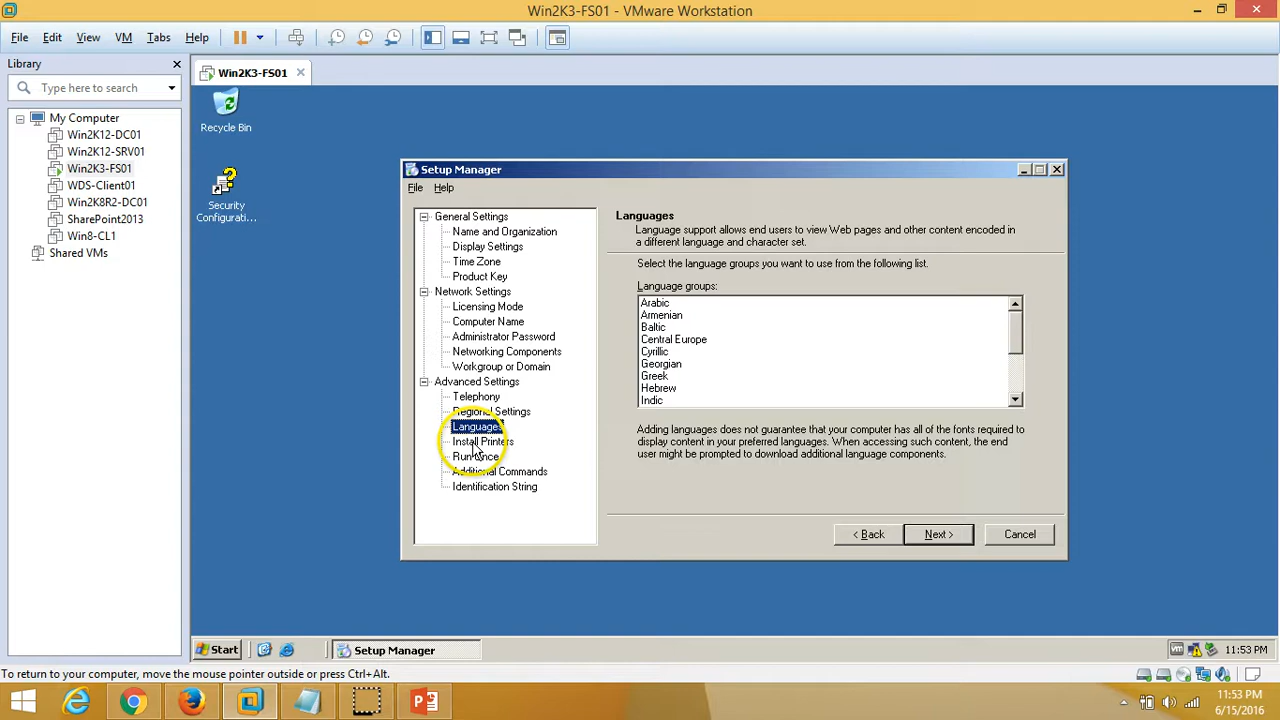 Win2K3-FS01 - VMware Workstation
File Edit View VM Tabs Help
Library
Type here to search
My Computer
Win2K12-DC01
Win2K12-SRV01
Win2K3-FS01
WDS-Client01
Win2K8R2-DC01
SharePoint2013
Win8-CL1
Shared VMs
Win2K3-FS01
Recycle Bin
Security
Configurati...
Setup Manager
File Help
General Settings
Name and Organization
Display Settings
Time Zone
Product Key
Network Settings
Licensing Mode
Computer Name
Administrator Password
Networking Components
Workgroup or Domain
Advanced Settings
Telephony
Regional Settings
Languages
Install Printers
Additional Commands
Identification String
Languages
Language support allows end users to view Web pages and other content encoded in
a different language and character set.
Select the language groups you want to use from the following list.
Language groups:
Arabic
Armenian
Baltic
Central Europe
Cyrillic
Georgian
Greek
Hebrew
Indic
Adding languages does not guarantee that your computer has all of the fonts required to
display content in your preferred languages. When accessing such content, the end
user might be prompted to download additional language components.
< Back Next > Cancel
Start Setup Manager 11:53 PM
To return to your computer, move the mouse pointer outside or press Ctrl+Alt.
11:53 PM
6/15/2016